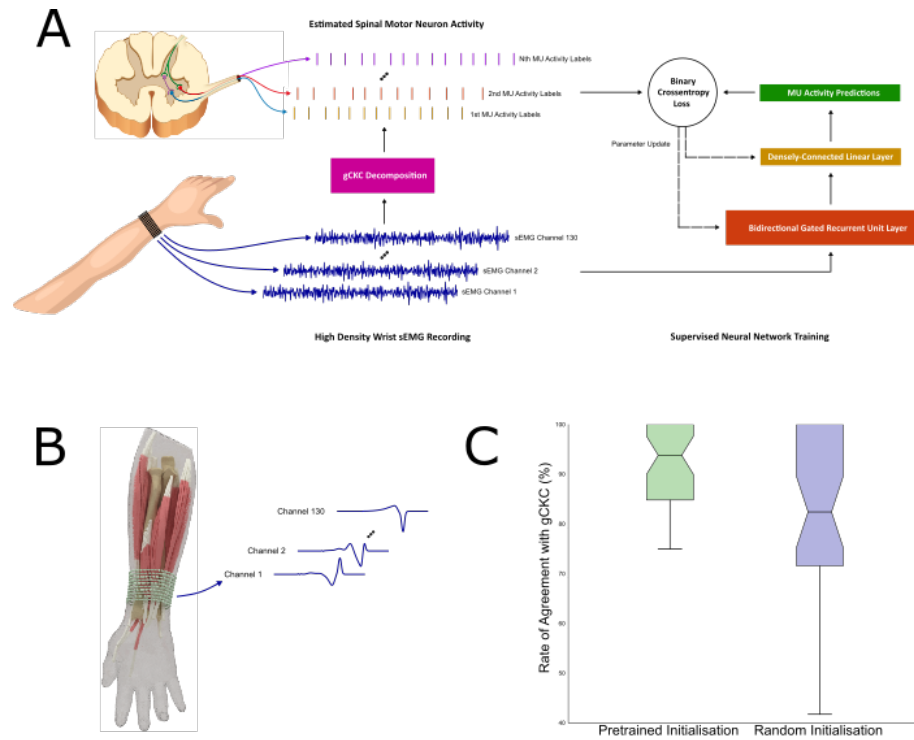 A
Estimated Spinal Motor Neuron Activity
Nth MU Activity Labels
2nd MU Activity Labels
1st MU Activity Labels
gCKC Decomposition
sEMG Channel 130
sEMG Channel 2
sEMG Channel 1
High Density Wrist sEMG Recording
Binary
Crossentropy
Loss
MU Activity Predictions
Parameter Update
Densely-Connected Linear Layer
Bidirectional Gated Recurrent Unit Layer
Supervised Neural Network Training
B
Channel 130
Channel 2
Channel 1
C
Rate of Agreement with gCKC (%)
100
90
80
70
60
50
40
Pretrained Initialisation
Random Initialisation